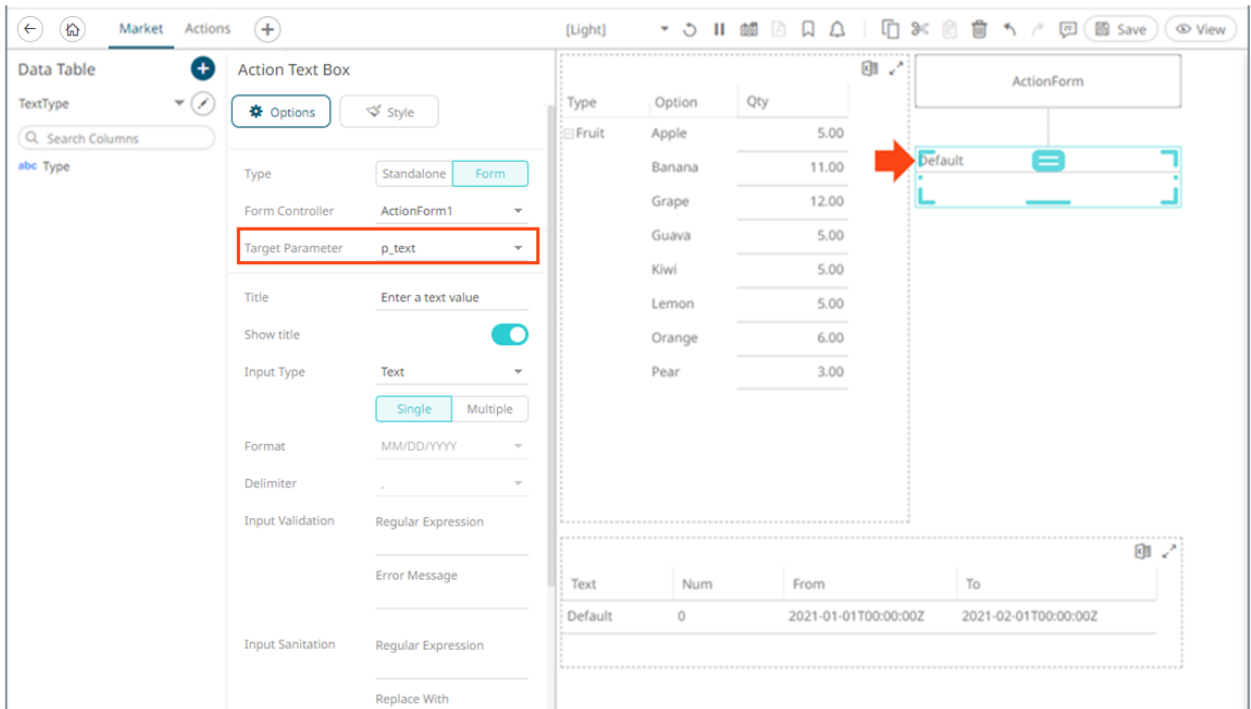 Market Actions [Light] Save View
Data Table
TextType
Search Columns
abc Type
Action Text Box
Options Style
Type Standalone Form
Form Controller ActionForm1
Target Parameter p_text
Title Enter a text value
Show title
Input Type Text
Single Multiple
Format MM/DD/YYYY
Delimiter ,
Input Validation Regular Expression
Error Message
Input Sanitation Regular Expression
Replace With
Type Option Qty
Fruit Apple 5.00
Banana 11.00
Grape 12.00
Guava 5.00
Kiwi 5.00
Lemon 5.00
Orange 6.00
Pear 3.00
ActionForm
Default
Text Num From To
Default 0 2021-01-01T00:00:00Z 2021-02-01T00:00:00Z